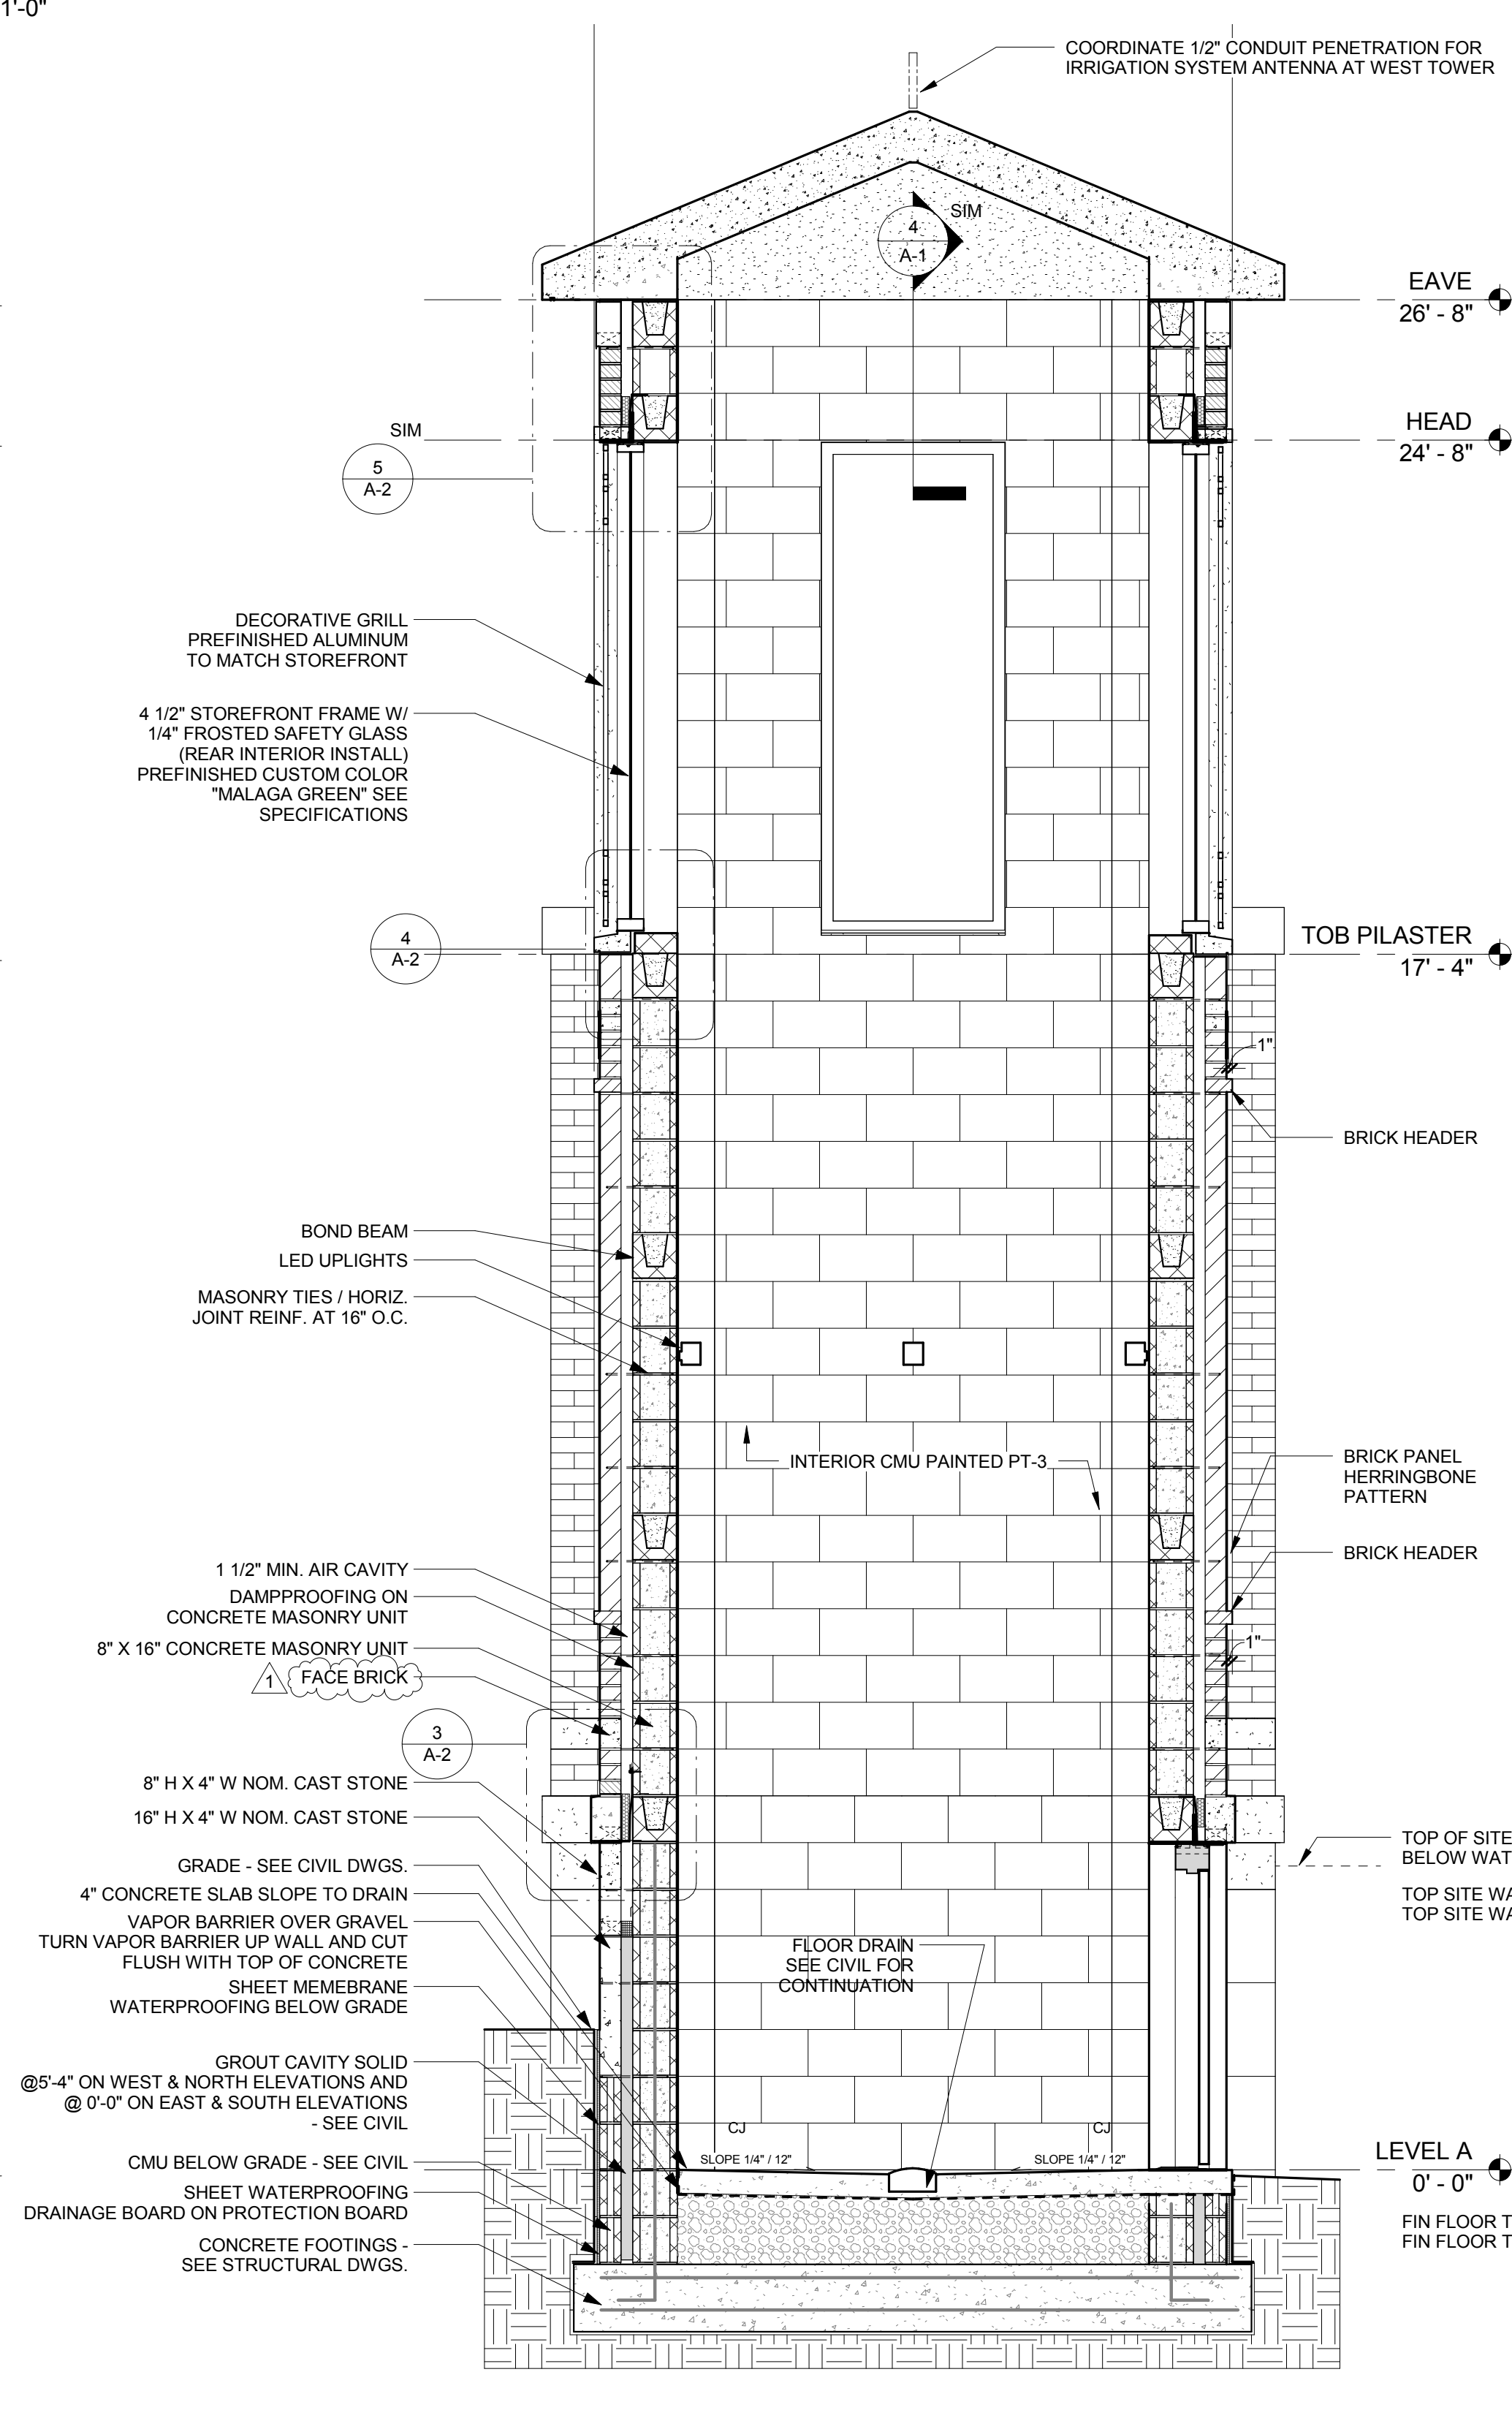 1'-0"
COORDINATE 1/2" CONDUIT PENETRATION FOR
IRRIGATION SYSTEM ANTENNA AT WEST TOWER
SIM
4
A-1
EAVE
26' - 8"
HEAD
24' - 8"
SIM
5
A-2
DECORATIVE GRILL
PREFINISHED ALUMINUM
TO MATCH STOREFRONT
4 1/2" STOREFRONT FRAME W/
1/4" FROSTED SAFETY GLASS
(REAR INTERIOR INSTALL)
PREFINISHED CUSTOM COLOR
"MALAGA GREEN" SEE
SPECIFICATIONS
4
A-2
TOB PILASTER
17' - 4"
1"
BRICK HEADER
BOND BEAM
LED UPLIGHTS
MASONRY TIES / HORIZ.
JOINT REINF. AT 16" O.C.
INTERIOR CMU PAINTED PT-3
BRICK PANEL
HERRINGBONE
PATTERN
BRICK HEADER
1"
1 1/2" MIN. AIR CAVITY
DAMPPROOFING ON
CONCRETE MASONRY UNIT
8" X 16" CONCRETE MASONRY UNIT
1
FACE BRICK
3
A-2
8" H X 4" W NOM. CAST STONE
16" H X 4" W NOM. CAST STONE
GRADE - SEE CIVIL DWGS.
4" CONCRETE SLAB SLOPE TO DRAIN
VAPOR BARRIER OVER GRAVEL
TURN VAPOR BARRIER UP WALL AND CUT
FLUSH WITH TOP OF CONCRETE
SHEET MEMEBRANE
WATERPROOFING BELOW GRADE
GROUT CAVITY SOLID
@5'-4" ON WEST & NORTH ELEVATIONS AND
@ 0'-0" ON EAST & SOUTH ELEVATIONS
- SEE CIVIL
CMU BELOW GRADE - SEE CIVIL
SHEET WATERPROOFING
DRAINAGE BOARD ON PROTECTION BOARD
CONCRETE FOOTINGS -
SEE STRUCTURAL DWGS.
FLOOR DRAIN
SEE CIVIL FOR
CONTINUATION
CJ
CJ
SLOPE 1/4" / 12"
SLOPE 1/4" / 12"
TOP OF SITE
BELOW WAT
TOP SITE WA
TOP SITE WA
LEVEL A
0' - 0"
FIN FLOOR T
FIN FLOOR T